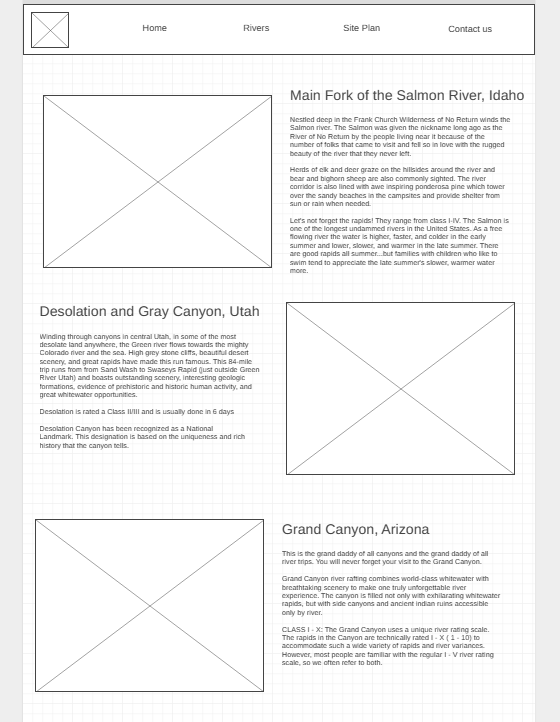 Home
Rivers
Site Plan
Contact us
Main Fork of the Salmon River, Idaho
Nestled deep in the Frank Church Wilderness of No Return winds the
Salmon river. The Salmon was given the nickname long ago as the
River of No Return by the people living near it because of the
number of folks that came to visit and fell so in love with the rugged
beauty of the river that they never left.
Herds of elk and deer graze on the hillsides around the river and
bear and bighorn sheep are also commonly sighted. The river
corridor is also lined with awe inspiring ponderosa pine which tower
over the sandy beaches in the campsites and provide shelter from
sun or rain when needed.
Let's not forget the rapids! They range from class I-IV. The Salmon is
one of the longest undammed rivers in the United States. As a free
flowing river the water is higher, faster, and colder in the early
summer and lower, slower, and warmer in the late summer. There
are good rapids all summer...but families with children who like to
swim tend to appreciate the late summer's slower, warmer water
more.
Desolation and Gray Canyon, Utah
Winding through canyons in central Utah, in some of the most
desolate land anywhere, the Green river flows towards the mighty
Colorado river and the sea. High grey stone cliffs, beautiful desert
scenery, and great rapids have made this run famous. This 84-mile
trip runs from from Sand Wash to Swaseys Rapid (just outside Green
River Utah) and boasts outstanding scenery, interesting geologic
formations, evidence of prehistoric and historic human activity, and
great whitewater opportunities.
Desolation is rated a Class II/III and is usually done in 6 days
Desolation Canyon has been recognized as a National
Landmark. This designation is based on the uniqueness and rich
history that the canyon tells.
Grand Canyon, Arizona
This is the grand daddy of all canyons and the grand daddy of all
river trips. You will never forget your visit to the Grand Canyon.
Grand Canyon river rafting combines world-class whitewater with
breathtaking scenery to make one truly unforgettable river
experience. The canyon is filled not only with exhilarating whitewater
rapids, but with side canyons and ancient indian ruins accessible
only by river.
CLASS I - X: The Grand Canyon uses a unique river rating scale.
The rapids in the Canyon are technically rated I - X ( 1 - 10) to
accommodate such a wide variety of rapids and river variances.
However, most people are familiar with the regular I - V river rating
scale, so we often refer to both.